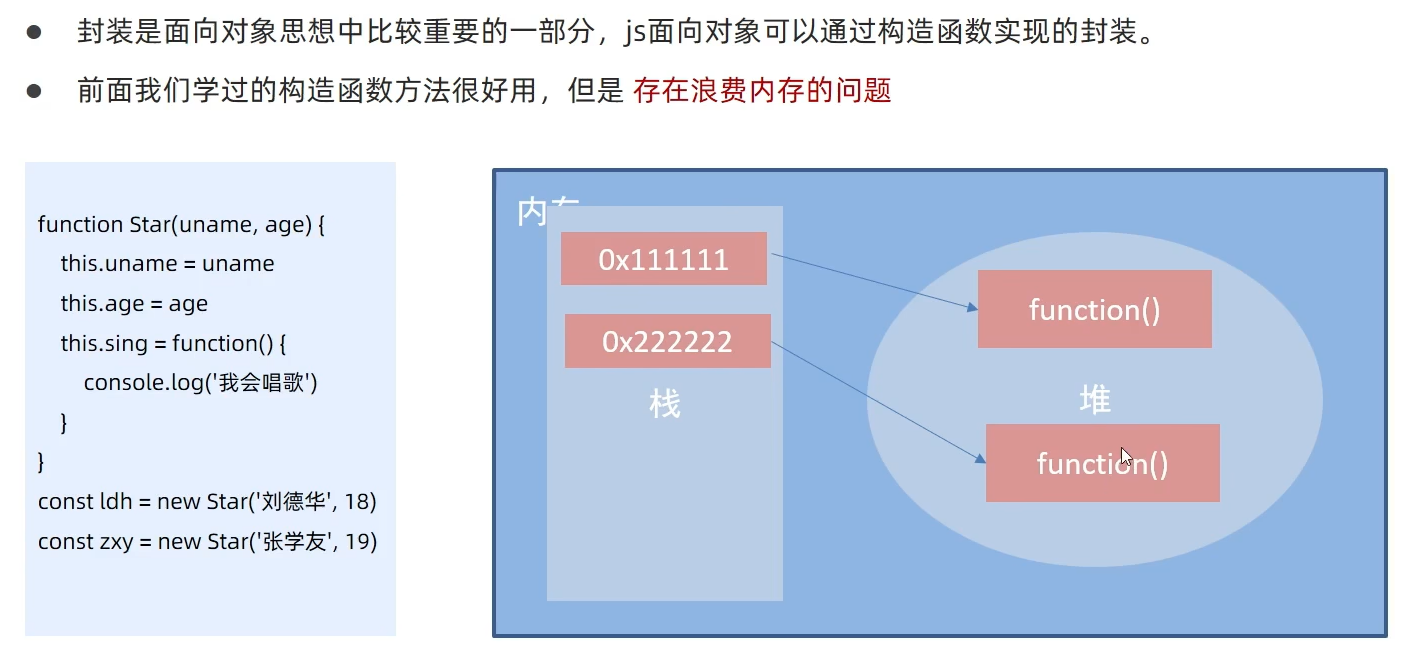 封装是面向对象思想中比较重要的一部分，js面向对象可以通过构造函数实现的封装。
前面我们学过的构造函数方法很好用，但是 存在浪费内存的问题
function Star(uname, age) {
this.uname = uname
this.age = age
this.sing = function() {
console.log('我会唱歌')
}
}
const ldh = new Star('刘德华', 18)
const zxy = new Star('张学友', 19)
内存
0x111111
0x222222
栈
function()
堆
function()